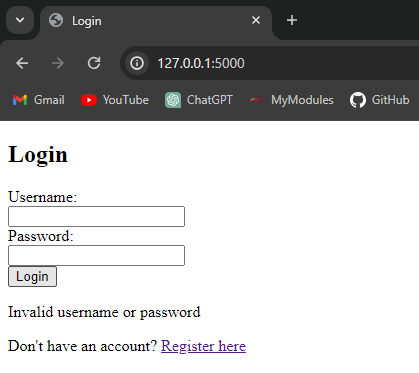 Login
127.0.0.1:5000
Gmail YouTube ChatGPT MyModules GitHub
Login
Username:
Password:
Login
Invalid username or password
Don't have an account? Register here